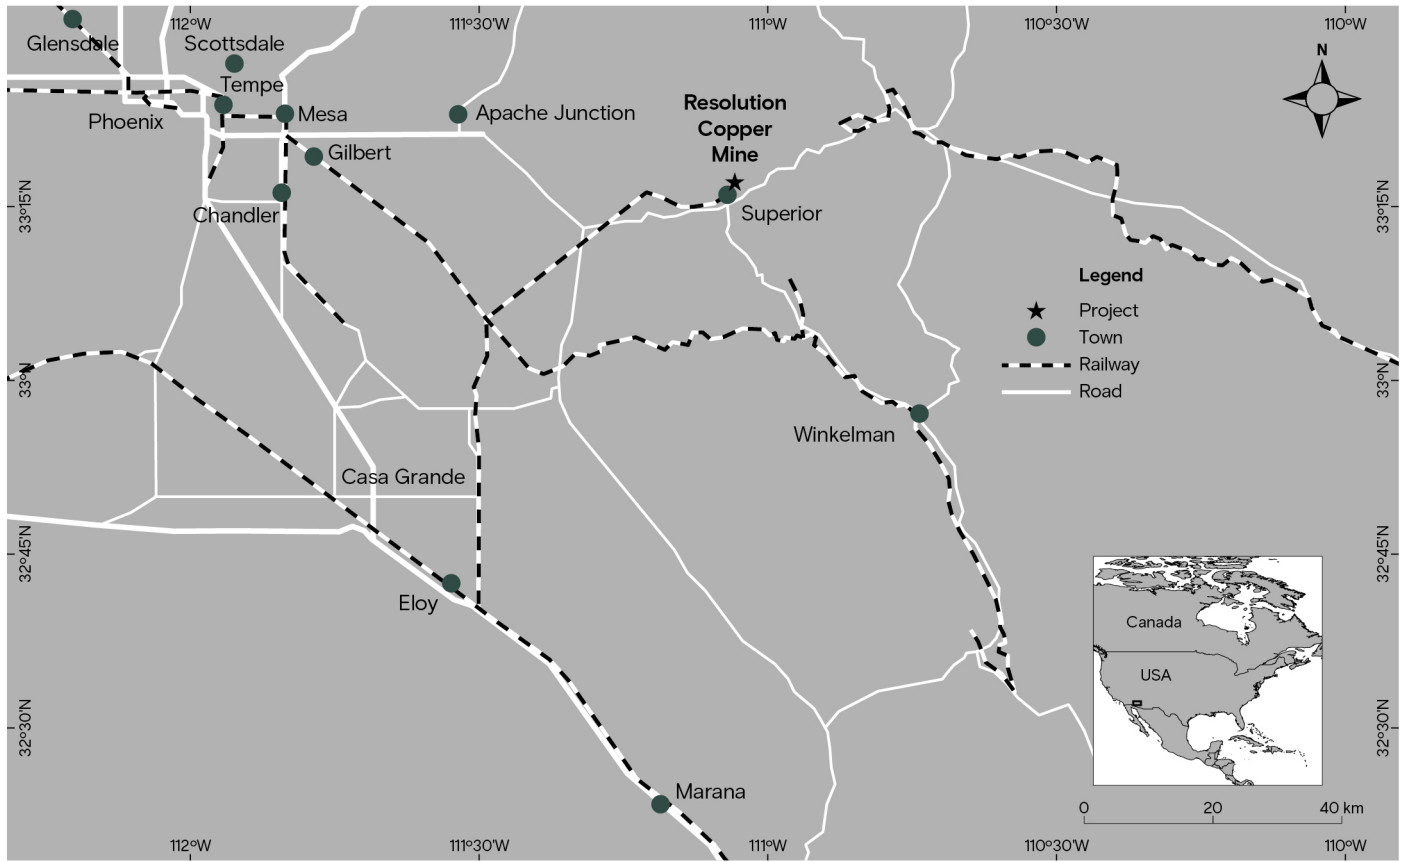 112°W
111°30'W
111°W
110°30'W
110°W
Glensdale
Scottsdale
Tempe
Phoenix
Mesa
Apache Junction
Gilbert
Chandler
Resolution
Copper
Mine
Superior
N
33°15'N
33°15'N
Legend
Project
Town
Railway
Road
33°N
33°N
Winkelman
Casa Grande
32°45'N
32°45'N
Eloy
Canada
USA
32°30'N
32°30'N
Marana
0 20 40 km
112°W
111°30'W
111°W
110°30'W
110°W